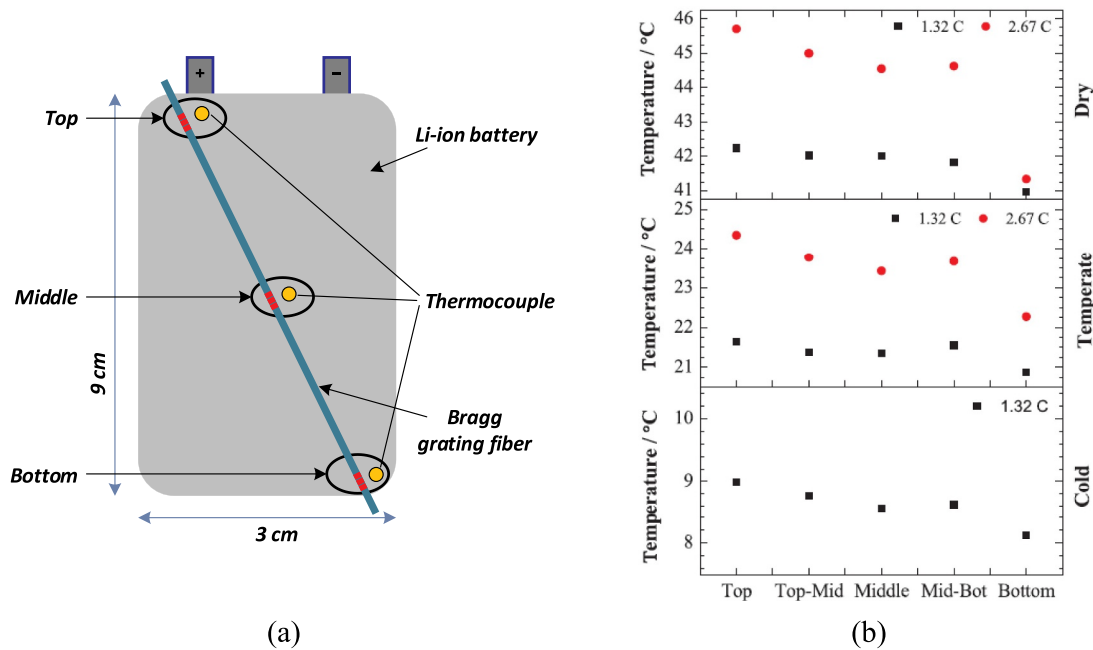 +
−
Top
Li-ion battery
Middle
Thermocouple
9 cm
Bragg
grating fiber
Bottom
3 cm
(a)
46
45
44
43
42
41
Temperature / °C
1.32 C
2.67 C
Dry
25
24
23
22
21
Temperature / °C
1.32 C
2.67 C
Temperate
10
9
8
Temperature / °C
1.32 C
Cold
Top
Top-Mid
Middle
Mid-Bot
Bottom
(b)